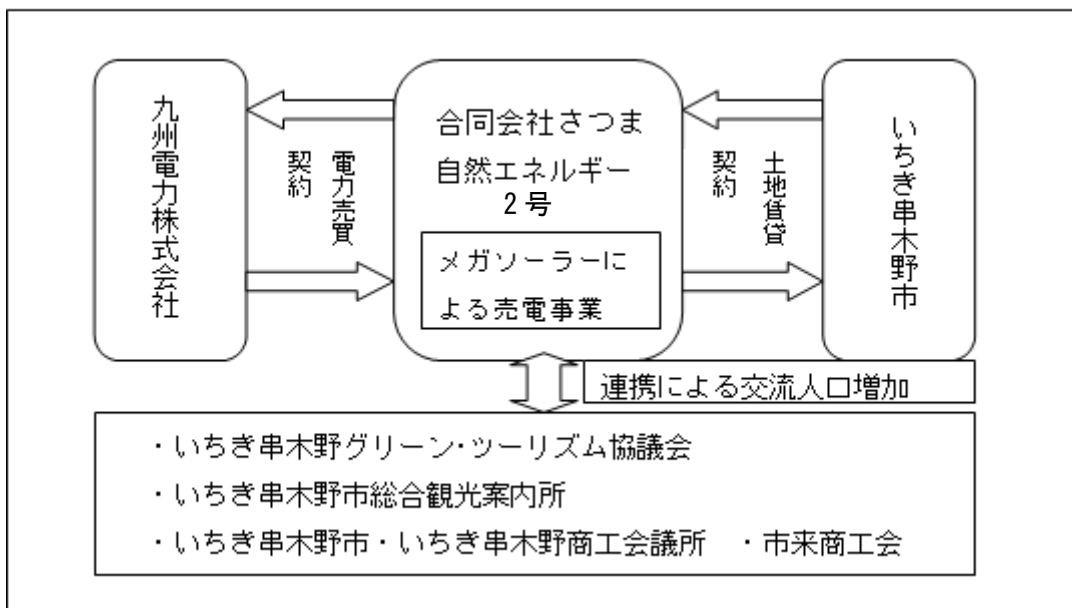 九州電力株式会社
電力売買
契約
合同会社さつま
自然エネルギー
2号
メガソーラーに
よる売電事業
土地賃貸
契約
いちき串木野市
連携による交流人口増加
・いちき串木野グリーン・ツーリズム協議会
・いちき串木野市総合観光案内所
・いちき串木野市・いちき串木野商工会議所 ・市来商工会